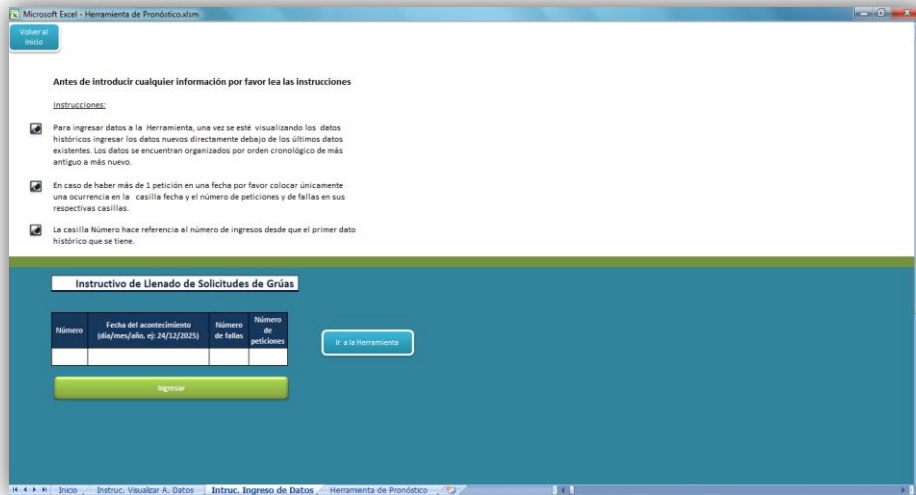 Microsoft Excel - Herramienta de Pronóstico.xlsm
Volver al
Inicio
Antes de introducir cualquier información por favor lea las instrucciones
Instrucciones:
Para ingresar datos a la Herramienta, una vez se esté visualizando los datos
históricos ingresar los datos nuevos directamente debajo de los últimos datos
existentes. Los datos se encuentran organizados por orden cronológico de más
antiguo a más nuevo.
En caso de haber más de 1 petición en una fecha por favor colocar únicamente
una ocurrencia en la casilla fecha y el número de peticiones y de fallas en sus
respectivas casillas.
La casilla Número hace referencia al número de ingresos desde que el primer dato
histórico que se tiene.
Instructivo de Llenado de Solicitudes de Grúas
Número
Fecha del acontecimiento
(día/mes/año, ej: 24/12/2025)
Número
de fallas
Número
de
peticiones
Ir a la Herramienta
Ingresar
Inicio
Instruc. Visualizar A. Datos
Intruc. Ingreso de Datos
Herramienta de Pronóstico